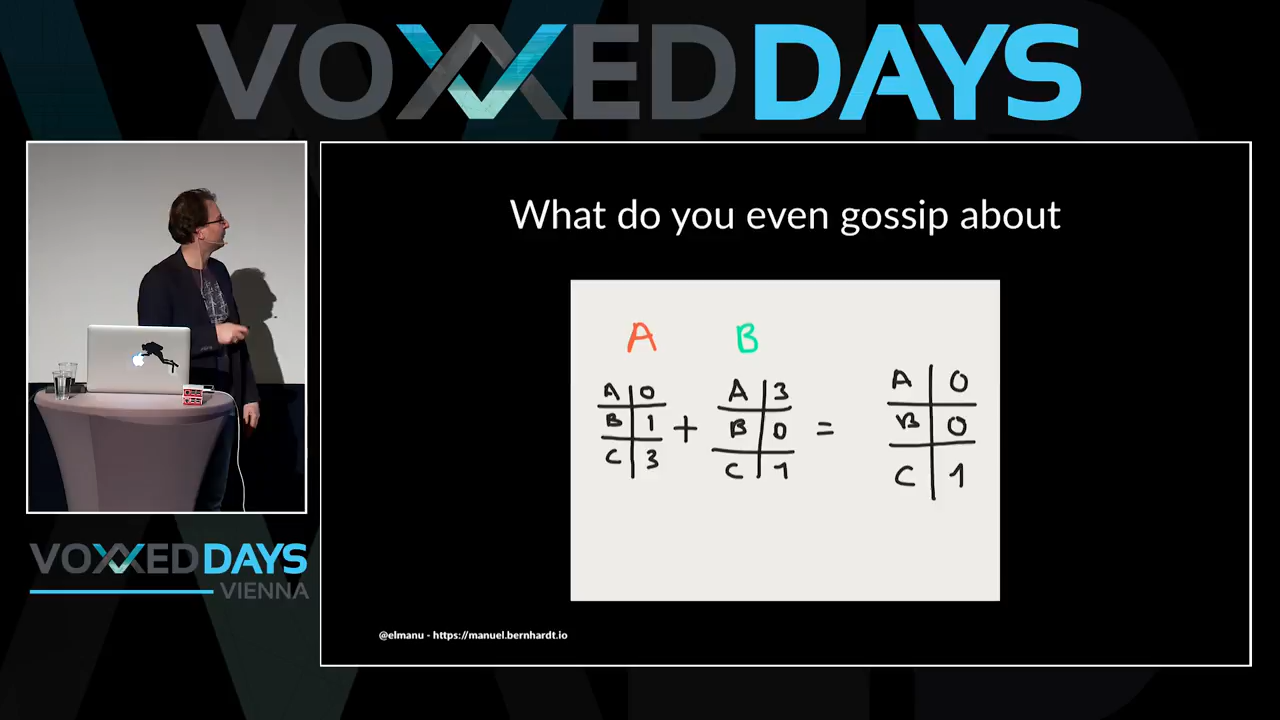 VOXXED DAYS
What do you even gossip about
A B
A 0
B 1
C 3
+
A 3
B 0
C 1
=
A 0
B 0
C 1
VOXXED DAYS
VIENNA
@elmanu - https://manuel.bernhardt.io